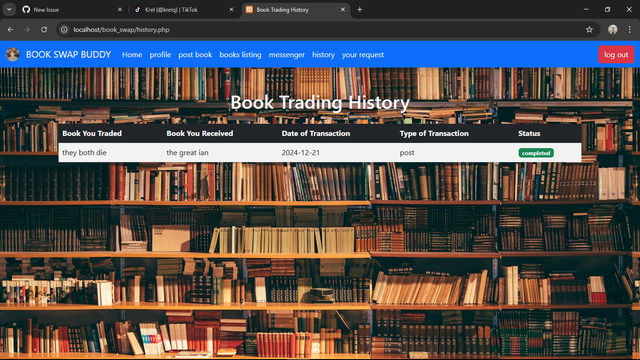 New Issue
Krel (@krelq) | TikTok
Book Trading History
localhost/book_swap/history.php
BOOK SWAP BUDDY Home profile post book books listing messenger history your request log out
Book Trading History
Book You Traded Book You Received Date of Transaction Type of Transaction Status
they both die the great ian 2024-12-21 post completed